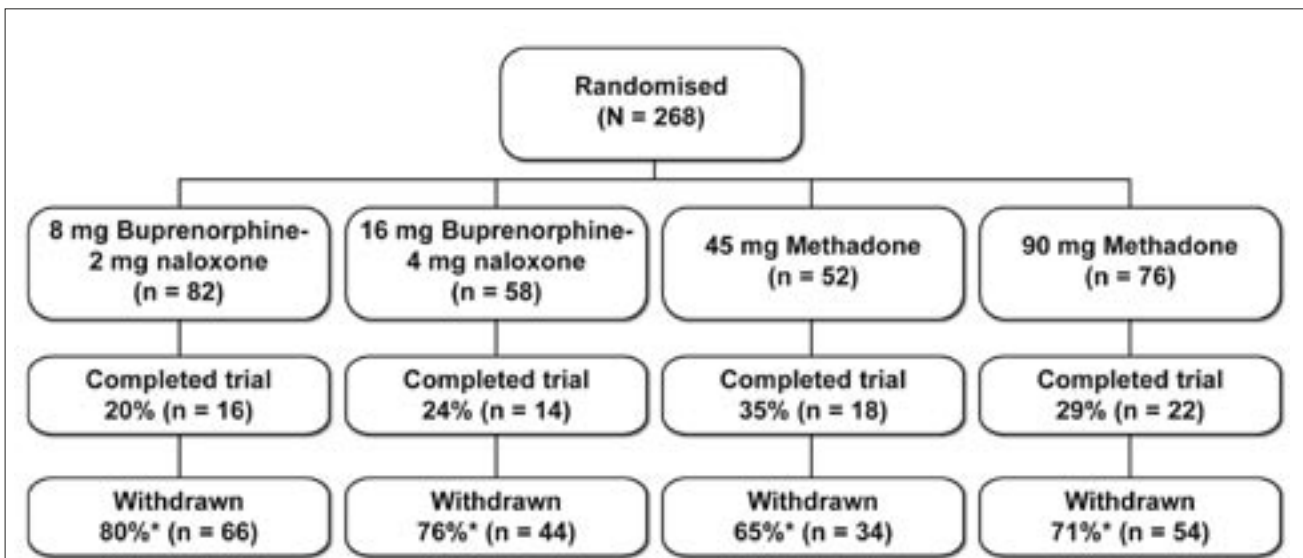 Randomised
(N = 268)
8 mg Buprenorphine-
2 mg naloxone
(n = 82)
16 mg Buprenorphine-
4 mg naloxone
(n = 58)
45 mg Methadone
(n = 52)
90 mg Methadone
(n = 76)
Completed trial
20% (n = 16)
Completed trial
24% (n = 14)
Completed trial
35% (n = 18)
Completed trial
29% (n = 22)
Withdrawn
80%* (n = 66)
Withdrawn
76%* (n = 44)
Withdrawn
65%* (n = 34)
Withdrawn
71%* (n = 54)